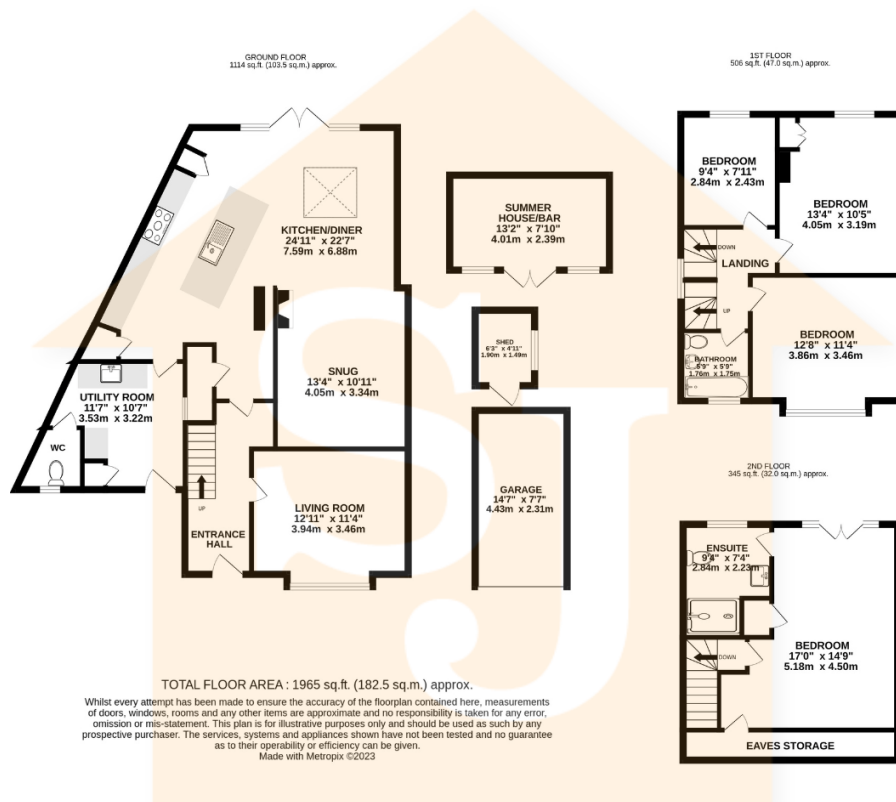 GROUND FLOOR
1114 sq.ft. (103.5 sq.m.) approx.
KITCHEN/DINER
24'11" x 22'7"
7.59m x 6.88m
SNUG
13'4" x 10'11"
4.05m x 3.34m
UTILITY ROOM
11'7" x 10'7"
3.53m x 3.22m
WC
UP
ENTRANCE
HALL
LIVING ROOM
12'11" x 11'4"
3.94m x 3.46m
SUMMER
HOUSE/BAR
13'2" x 7'10"
4.01m x 2.39m
SHED
6'3" x 4'11"
1.90m x 1.49m
GARAGE
14'7" x 7'7"
4.43m x 2.31m
1ST FLOOR
506 sq.ft. (47.0 sq.m.) approx.
BEDROOM
9'4" x 7'11"
2.84m x 2.43m
BEDROOM
13'4" x 10'5"
4.05m x 3.19m
DOWN
LANDING
UP
BEDROOM
12'8" x 11'4"
3.86m x 3.46m
BATHROOM
5'9" x 5'9"
1.76m x 1.75m
2ND FLOOR
345 sq.ft. (32.0 sq.m.) approx.
ENSUITE
9'4" x 7'4"
2.84m x 2.23m
BEDROOM
17'0" x 14'9"
5.18m x 4.50m
DOWN
EAVES STORAGE
SJ
TOTAL FLOOR AREA : 1965 sq.ft. (182.5 sq.m.) approx.
Whilst every attempt has been made to ensure the accuracy of the floorplan contained here, measurements
of doors, windows, rooms and any other items are approximate and no responsibility is taken for any error,
omission or mis-statement. This plan is for illustrative purposes only and should be used as such by any
prospective purchaser. The services, systems and appliances shown have not been tested and no guarantee
as to their operability or efficiency can be given.
Made with Metropix ©2023